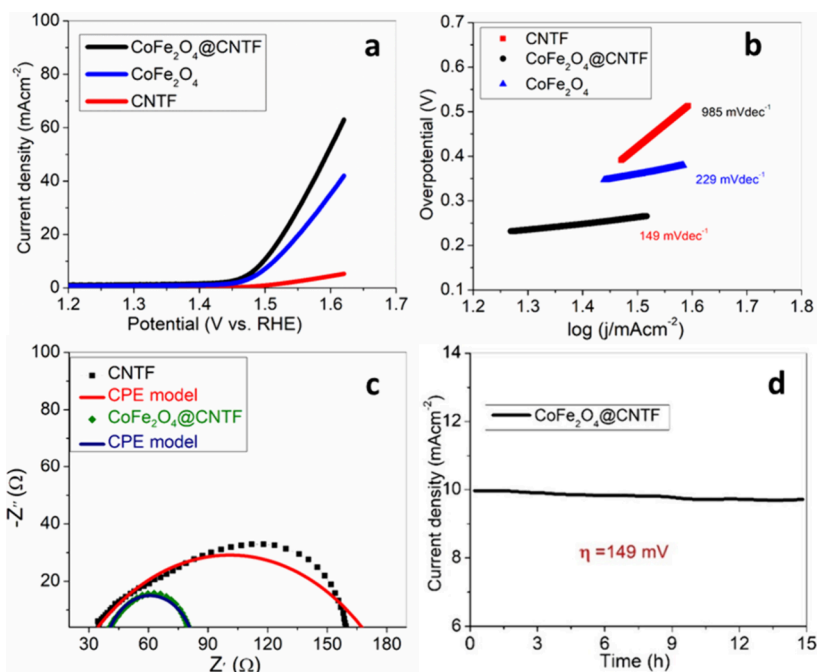 a
CoFe₂O₄@CNTF
CoFe₂O₄
CNTF
Current density (mAcm⁻²)
100
80
60
40
20
0
1.2 1.3 1.4 1.5 1.6 1.7
Potential (V vs. RHE)
b
CNTF
CoFe₂O₄@CNTF
CoFe₂O₄
Overpotential (V)
0.7
0.6
0.5
0.4
0.3
0.2
0.1
985 mVdec⁻¹
229 mVdec⁻¹
149 mVdec⁻¹
1.2 1.3 1.4 1.5 1.6 1.7 1.8
log (j/mAcm⁻²)
c
CNTF
CPE model
CoFe₂O₄@CNTF
CPE model
-Z'' (Ω)
100
80
60
40
20
30 60 90 120 150 180
Z' (Ω)
d
CoFe₂O₄@CNTF
Current density (mAcm⁻²)
14
12
10
8
6
η =149 mV
0 3 6 9 12 15
Time (h)